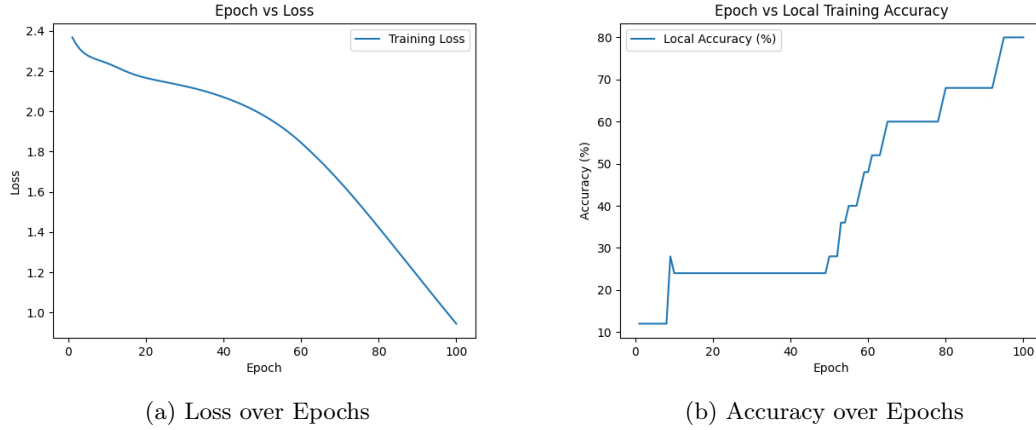 Epoch vs Loss
2.4
2.2
2.0
1.8
1.6
1.4
1.2
1.0
Loss
Training Loss
0 20 40 60 80 100
Epoch
(a) Loss over Epochs
Epoch vs Local Training Accuracy
80
70
60
50
40
30
20
10
Accuracy (%)
Local Accuracy (%)
0 20 40 60 80 100
Epoch
(b) Accuracy over Epochs